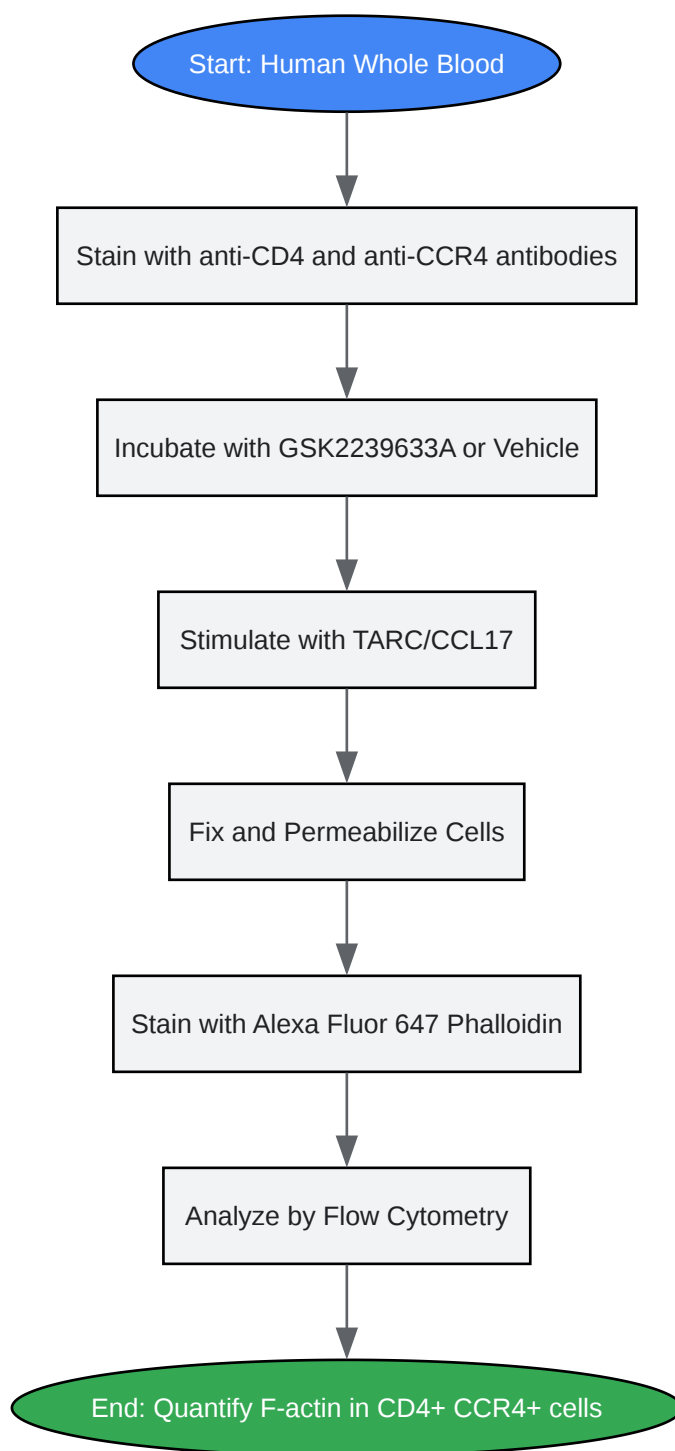 Start: Human Whole Blood
Stain with anti-CD4 and anti-CCR4 antibodies
Incubate with GSK2239633A or Vehicle
Stimulate with TARC/CCL17
Fix and Permeabilize Cells
Stain with Alexa Fluor 647 Phalloidin
Analyze by Flow Cytometry
End: Quantify F-actin in CD4+ CCR4+ cells